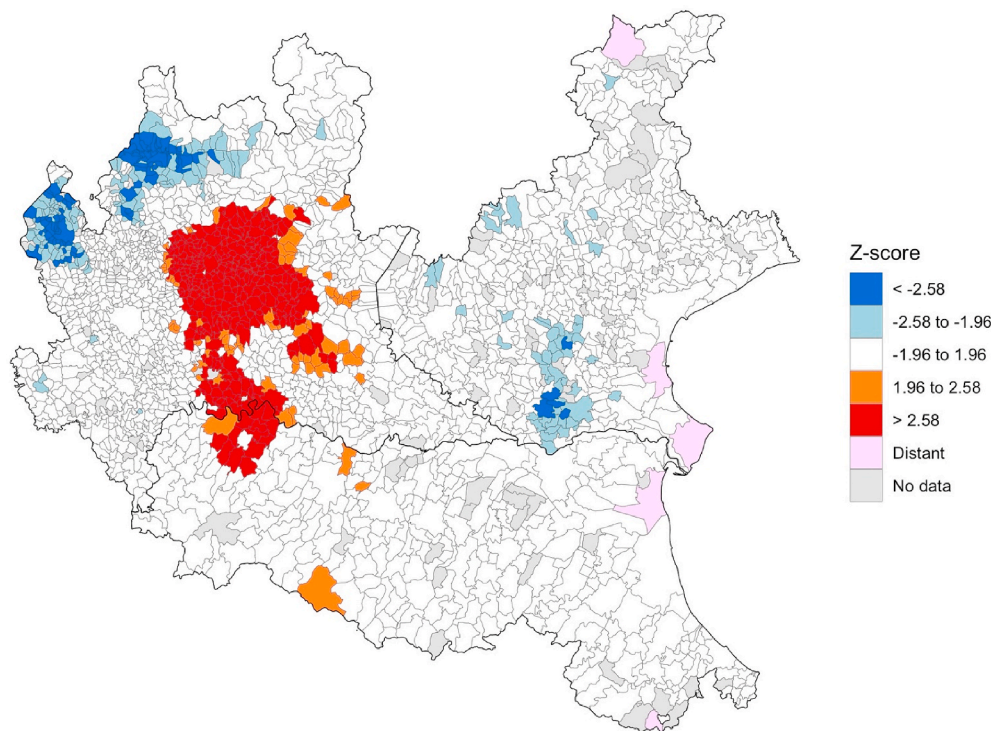 Z-score
< -2.58
-2.58 to -1.96
-1.96 to 1.96
1.96 to 2.58
> 2.58
Distant
No data